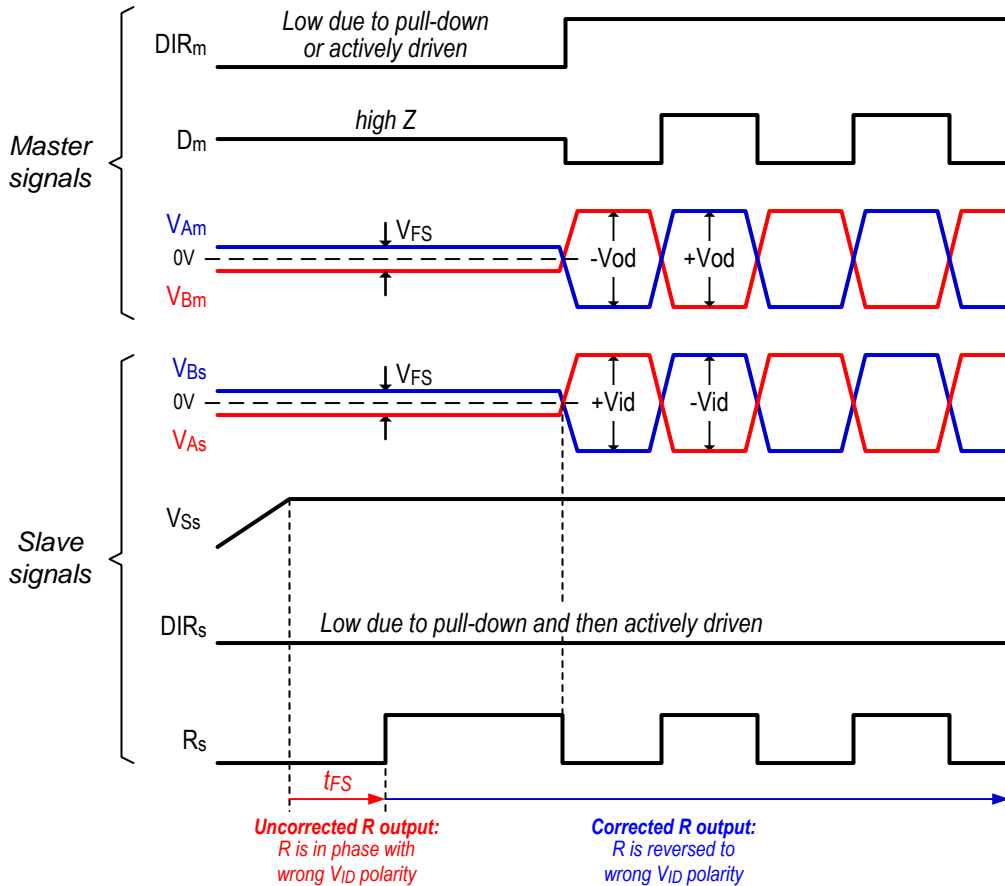 Low due to pull-down
or actively driven
DIRm
high Z
Dm
Master
signals
VAm
VFS
0V
-Vod
+Vod
VBm
VBs
VFS
0V
+Vid
-Vid
VAs
VSs
Slave
signals
DIRs
Low due to pull-down and then actively driven
Rs
tFS
Uncorrected R output:
R is in phase with
wrong VID polarity
Corrected R output:
R is reversed to
wrong VID polarity